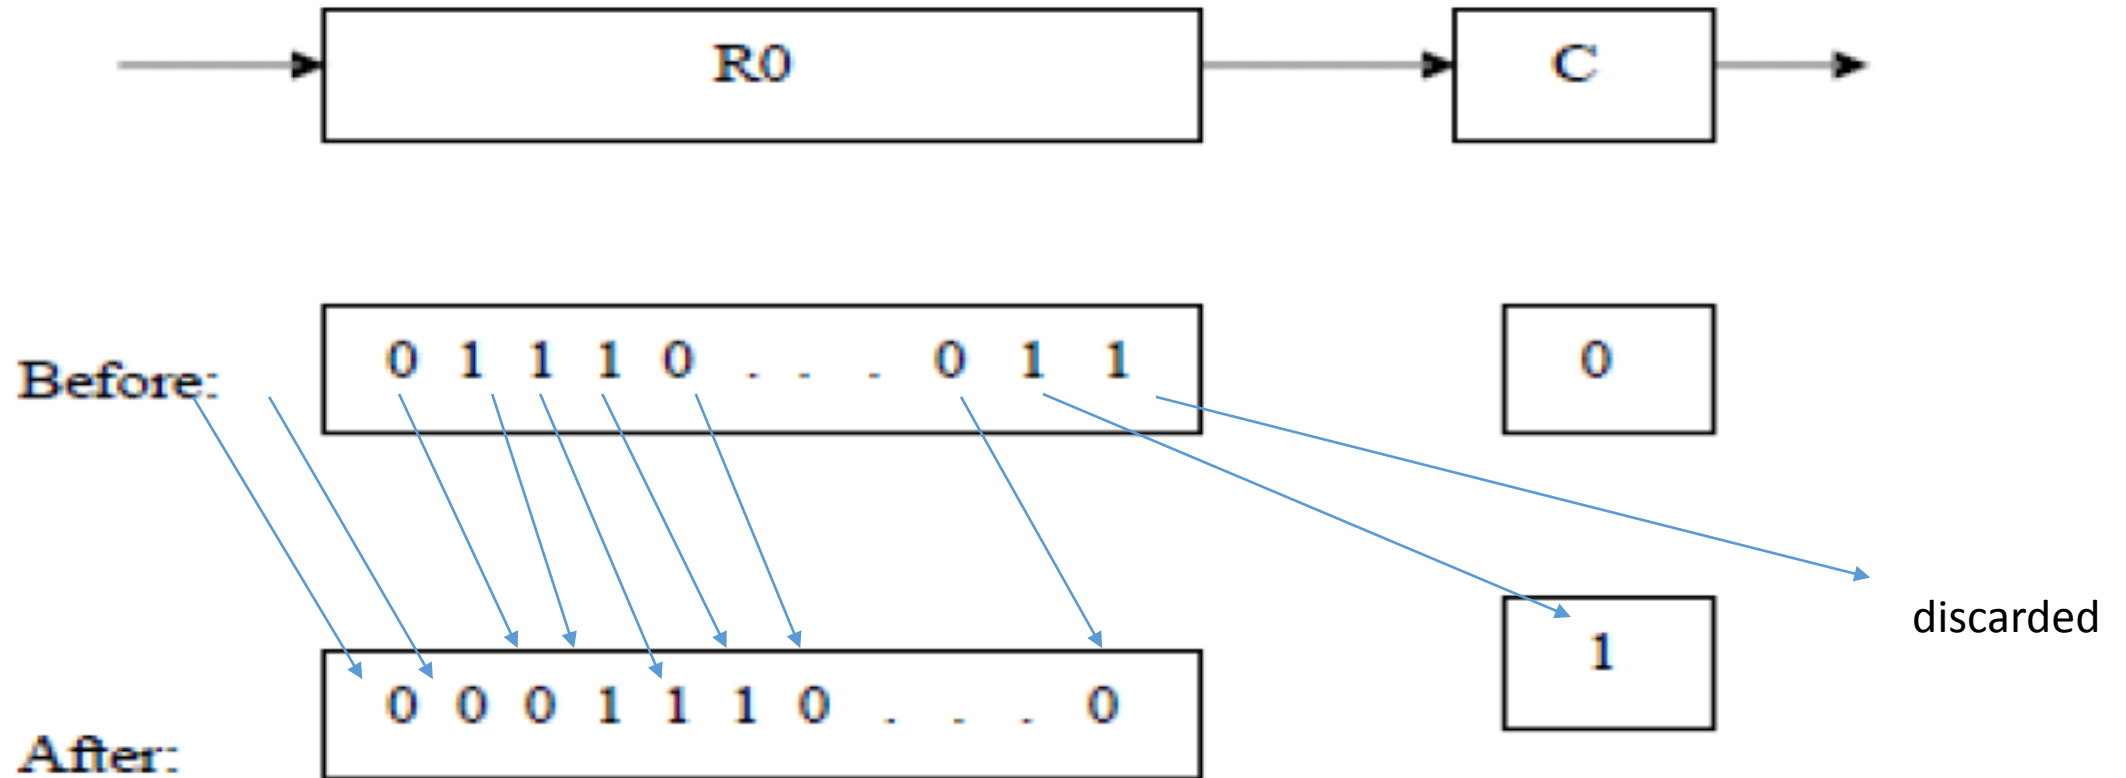 R0 C
Before: 0 1 1 1 0 . . . 0 1 1 0
discarded
After: 0 0 0 1 1 1 0 . . . 0 1